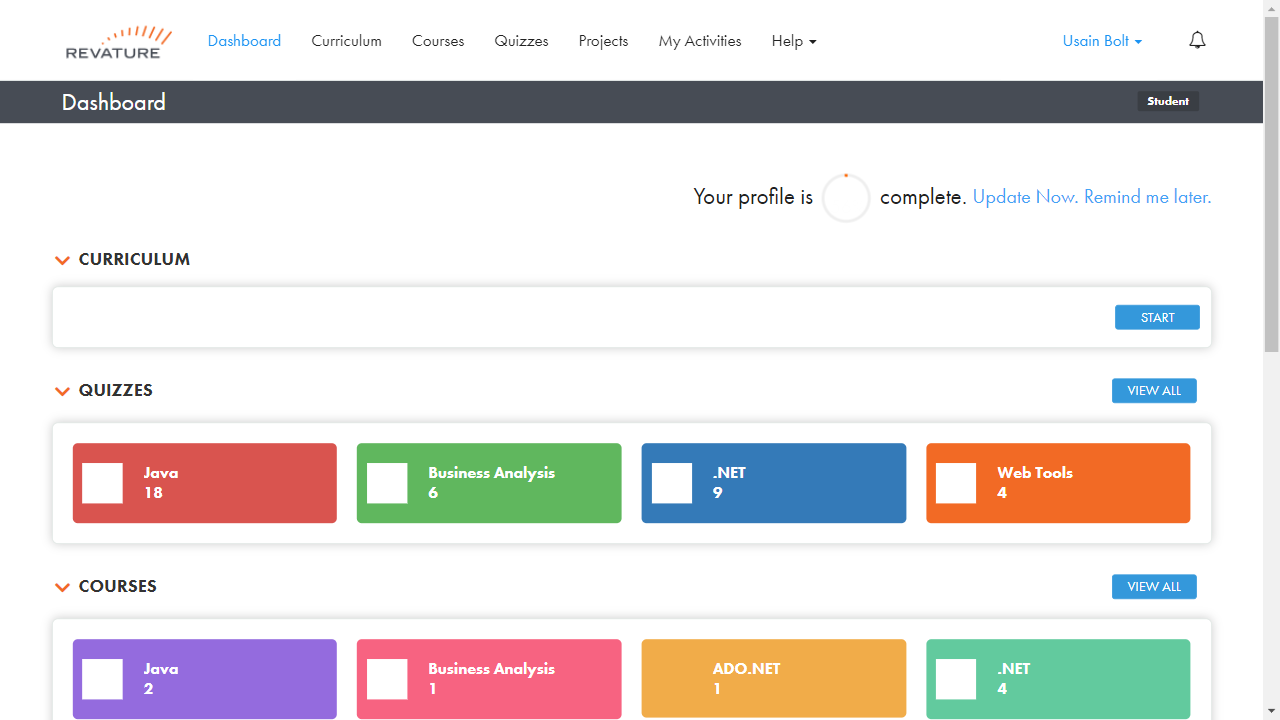 REVATURE Dashboard Curriculum Courses Quizzes Projects My Activities Help Usain Bolt
Dashboard Student
Your profile is complete. Update Now. Remind me later.
CURRICULUM
START
QUIZZES VIEW ALL
Java
18
Business Analysis
6
.NET
9
Web Tools
4
COURSES VIEW ALL
Java
2
Business Analysis
1
ADO.NET
1
.NET
4